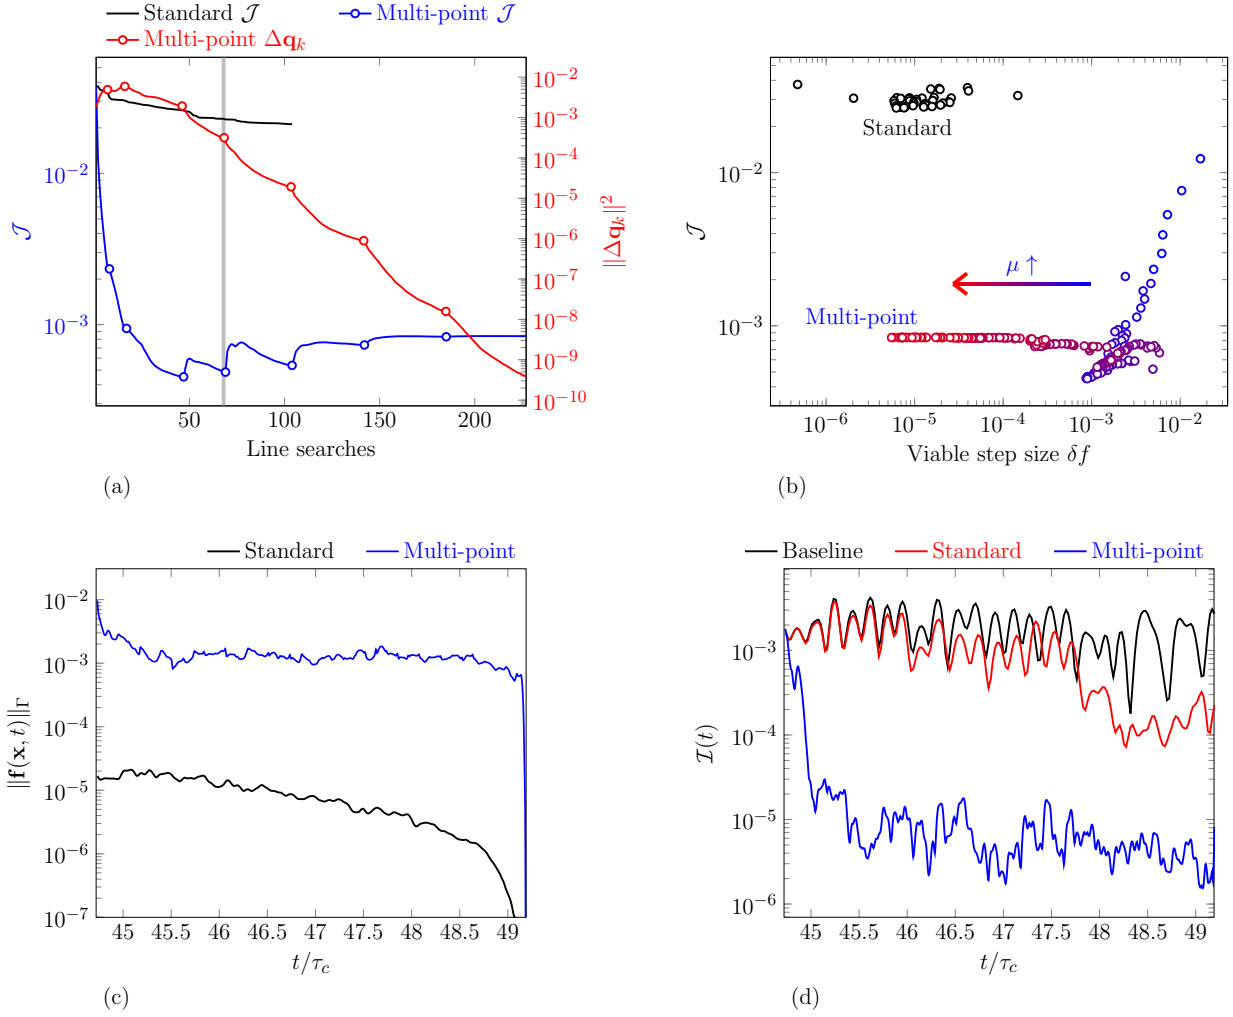 Standard 𝒥
Multi-point 𝒥
Multi-point Δq_k
10^−2
10^−3
𝒥
10^−2
10^−3
10^−4
10^−5
10^−6
10^−7
10^−8
10^−9
10^−10
||Δq_k||^2
50 100 150 200
Line searches
(a)
10^−2
10^−3
𝒥
Standard
μ ↑
Multi-point
10^−6 10^−5 10^−4 10^−3 10^−2
Viable step size δf
(b)
Standard Multi-point
10^−2
10^−3
10^−4
10^−5
10^−6
10^−7
||f(x, t)||_Γ
45 45.5 46 46.5 47 47.5 48 48.5 49
t/τ_c
(c)
Baseline Standard Multi-point
10^−3
10^−4
10^−5
10^−6
ℐ(t)
45 45.5 46 46.5 47 47.5 48 48.5 49
t/τ_c
(d)